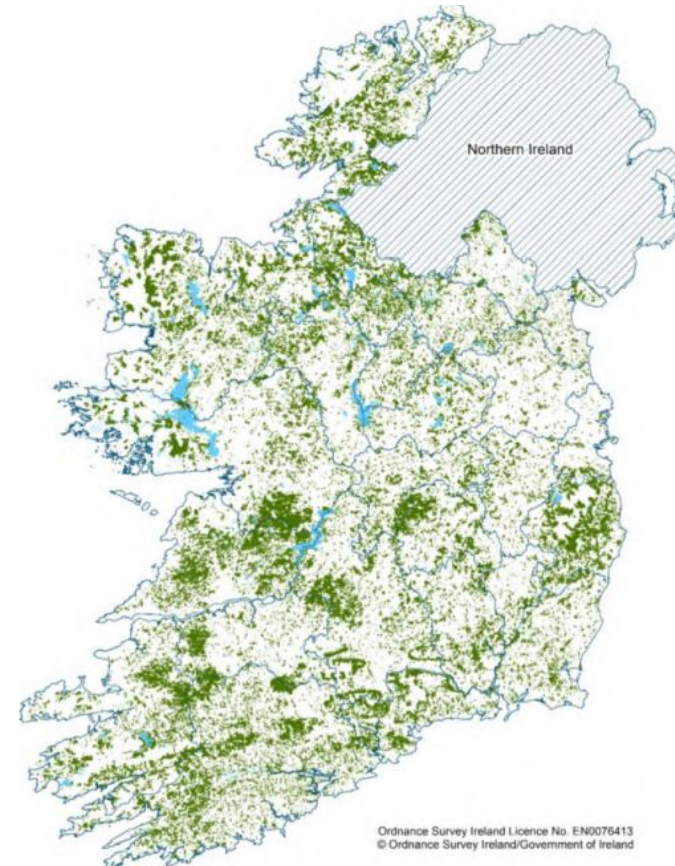 Northern Ireland
Ordnance Survey Ireland Licence No. EN0076413
© Ordnance Survey Ireland/Government of Ireland